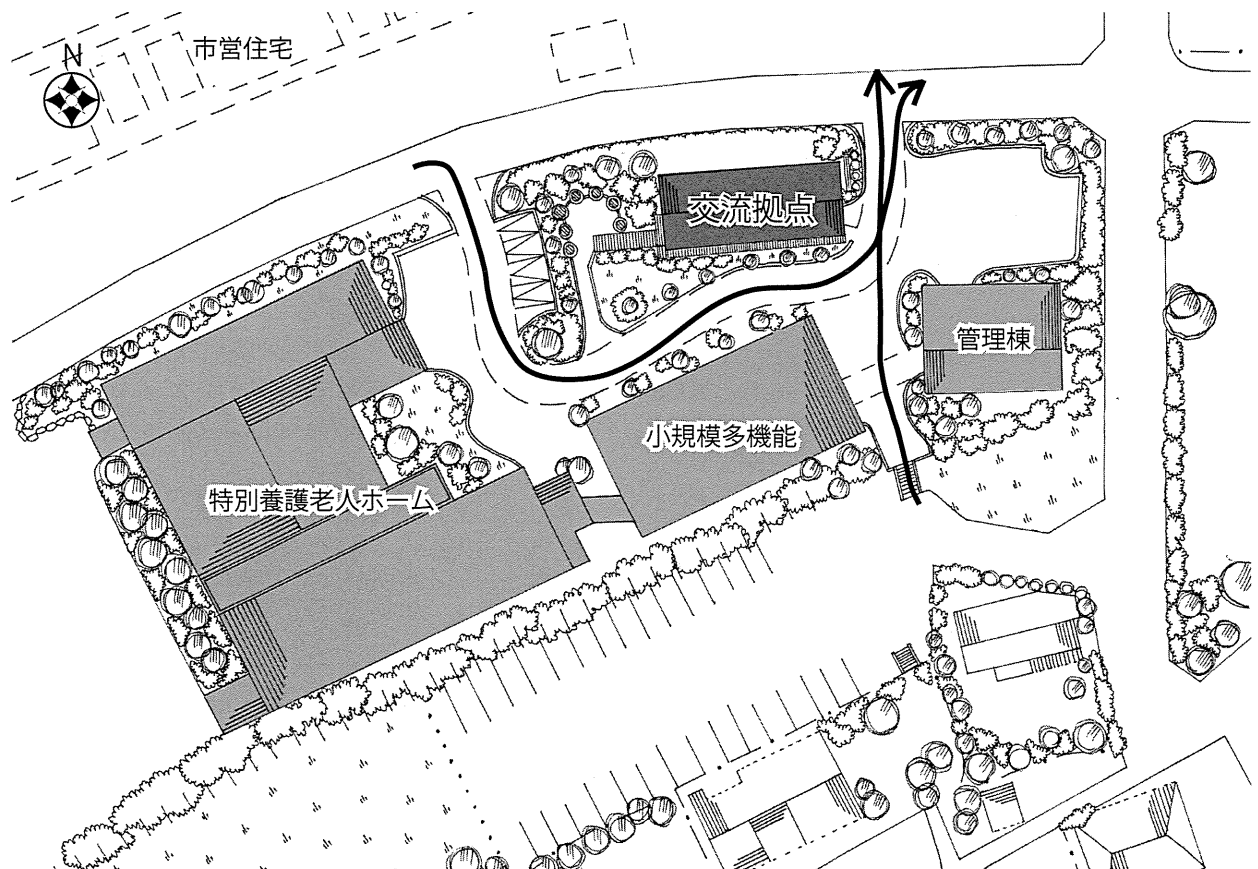 市営住宅
N
交流拠点
管理棟
小規模多機能
特別養護老人ホーム